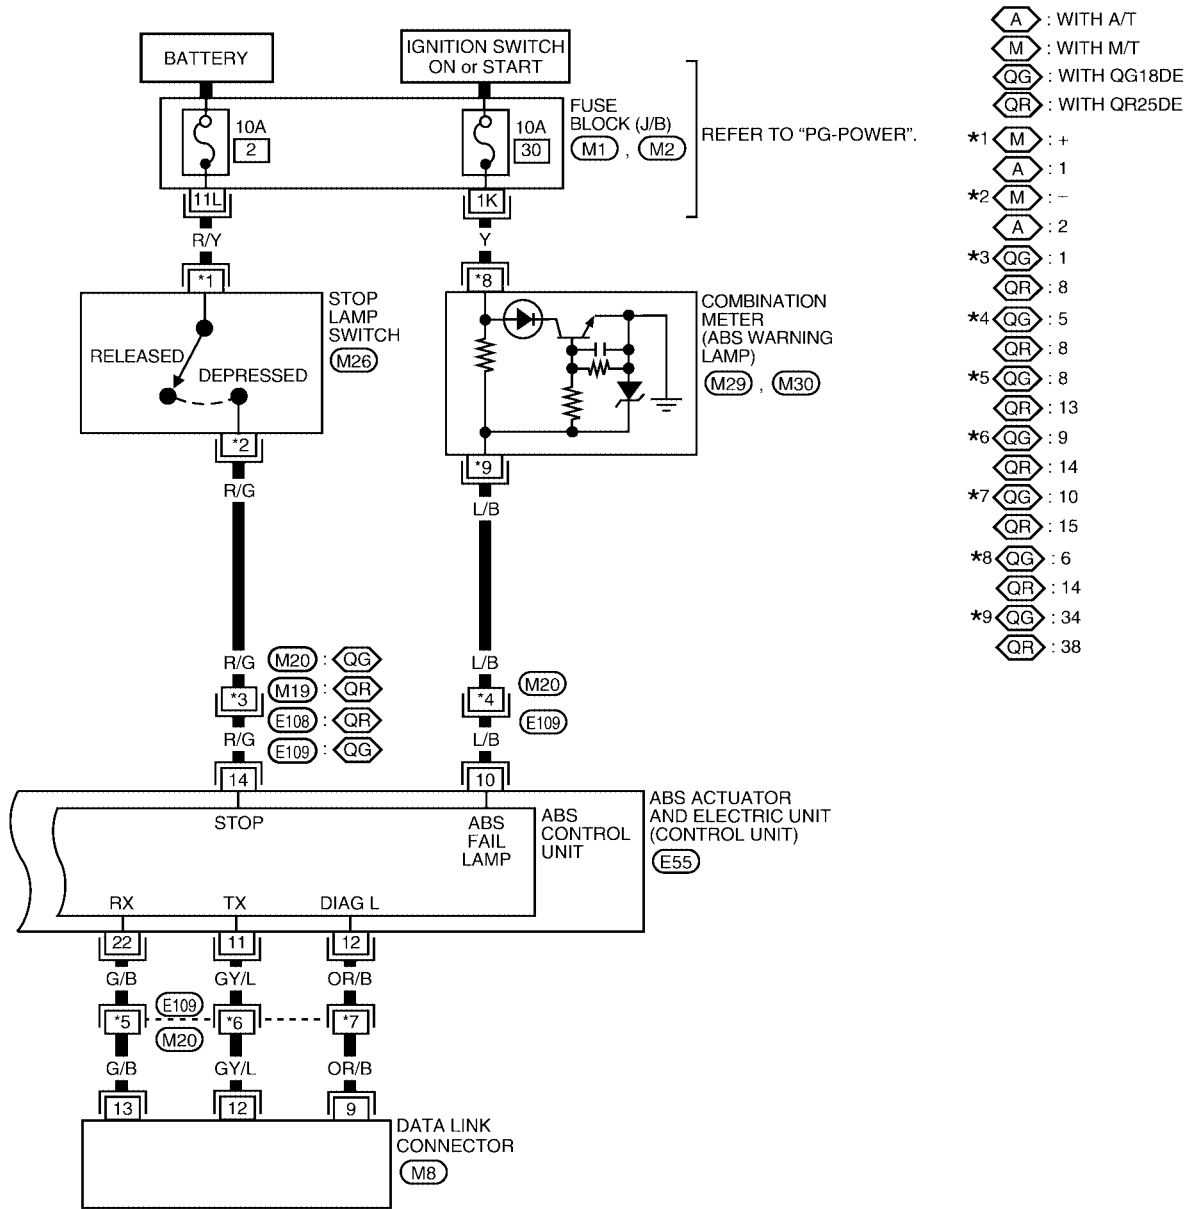 BATTERY
IGNITION SWITCH
ON or START
10A
2
10A
30
FUSE
BLOCK (J/B)
M1 , M2
REFER TO “PG-POWER”.
11L
1K
R/Y
Y
*1
*8
RELEASED
DEPRESSED
STOP
LAMP
SWITCH
M26
COMBINATION
METER
(ABS WARNING
LAMP)
M29 , M30
*2
*9
R/G
L/B
R/G
M20 : QG
M19 : QR
E108 : QR
E109 : QG
*3
R/G
L/B
*4
M20
E109
L/B
14
10
STOP
ABS
FAIL
LAMP
ABS
CONTROL
UNIT
ABS ACTUATOR
AND ELECTRIC UNIT
(CONTROL UNIT)
E55
RX
TX
DIAG L
22
11
12
G/B
GY/L
OR/B
E109
*5
*6
*7
M20
G/B
GY/L
OR/B
13
12
9
DATA LINK
CONNECTOR
M8
A : WITH A/T
M : WITH M/T
QG : WITH QG18DE
QR : WITH QR25DE
*1 M : +
A : 1
*2 M : −
A : 2
*3 QG : 1
QR : 8
*4 QG : 5
QR : 8
*5 QG : 8
QR : 13
*6 QG : 9
QR : 14
*7 QG : 10
QR : 15
*8 QG : 6
QR : 14
*9 QG : 34
QR : 38